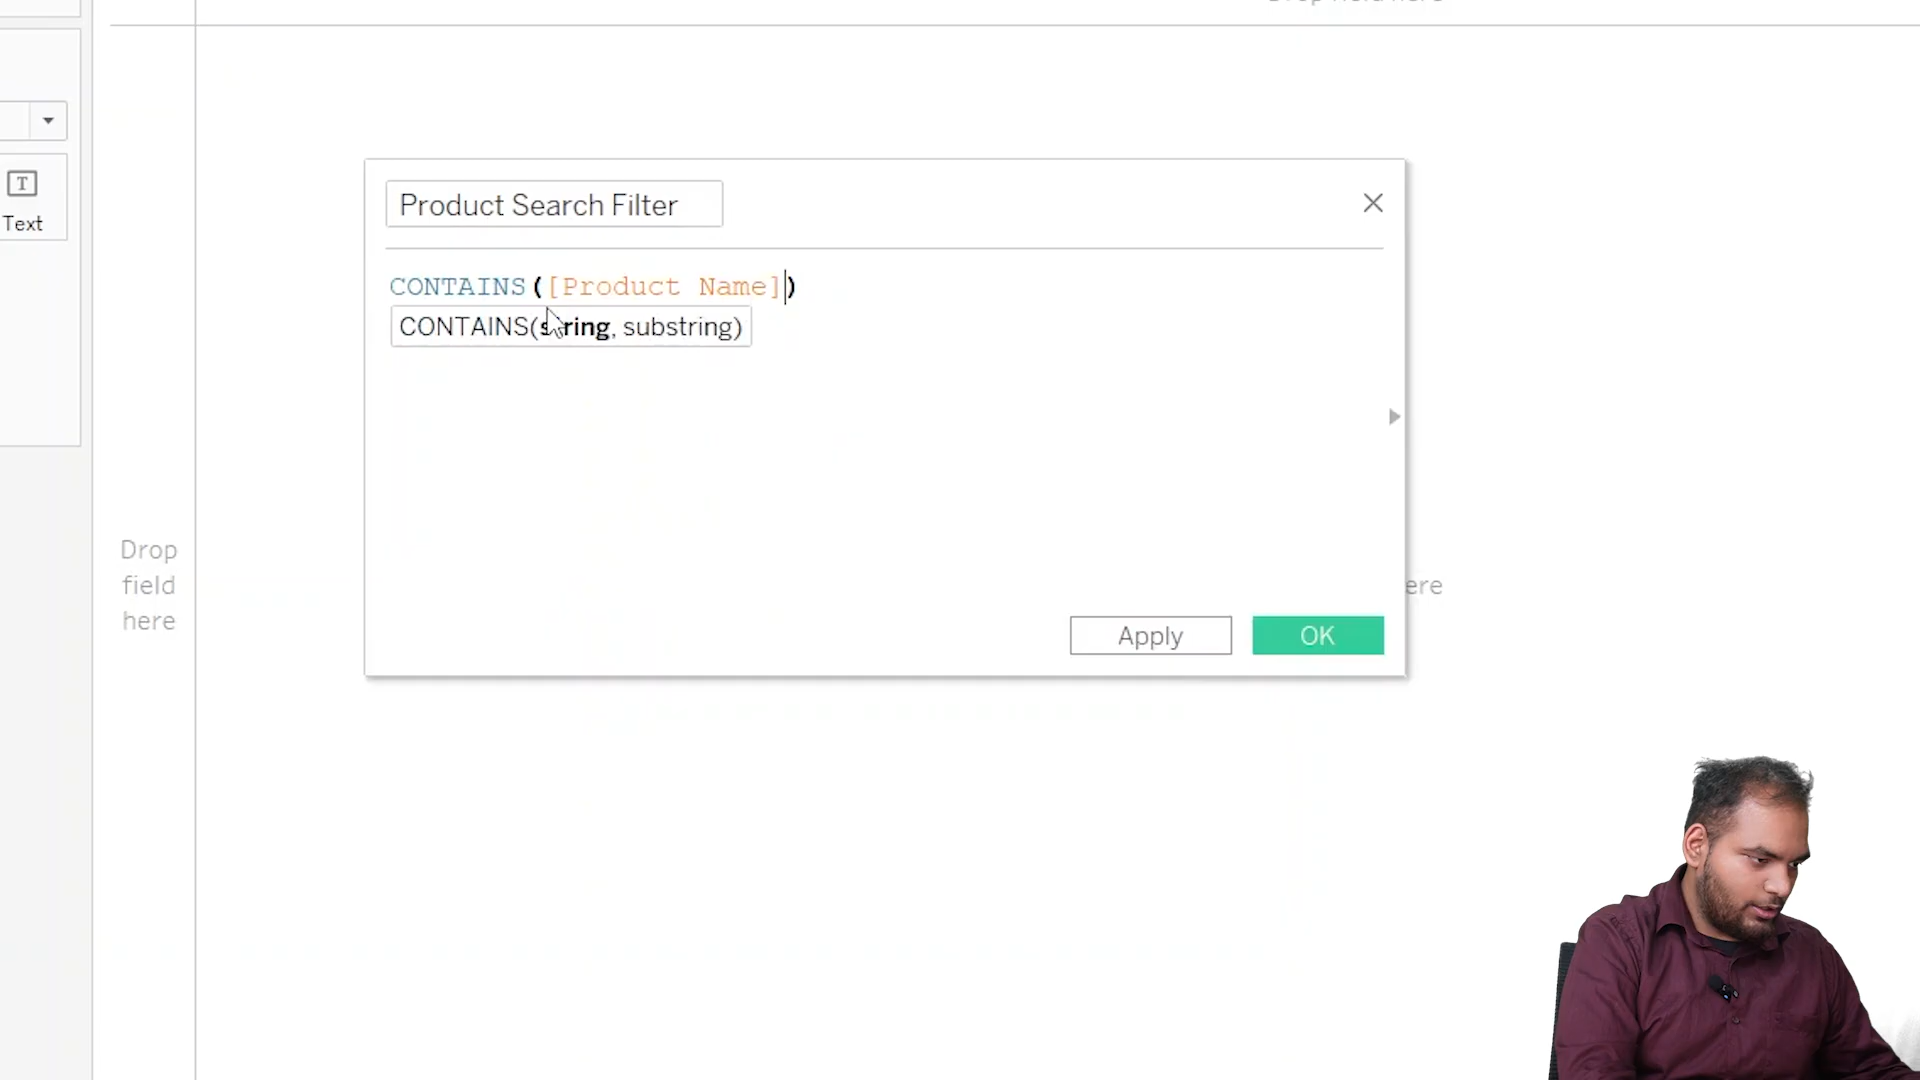 Text
Product Search Filter
CONTAINS([Product Name])
CONTAINS(string, substring)
Drop
field
here
ere
Apply
OK